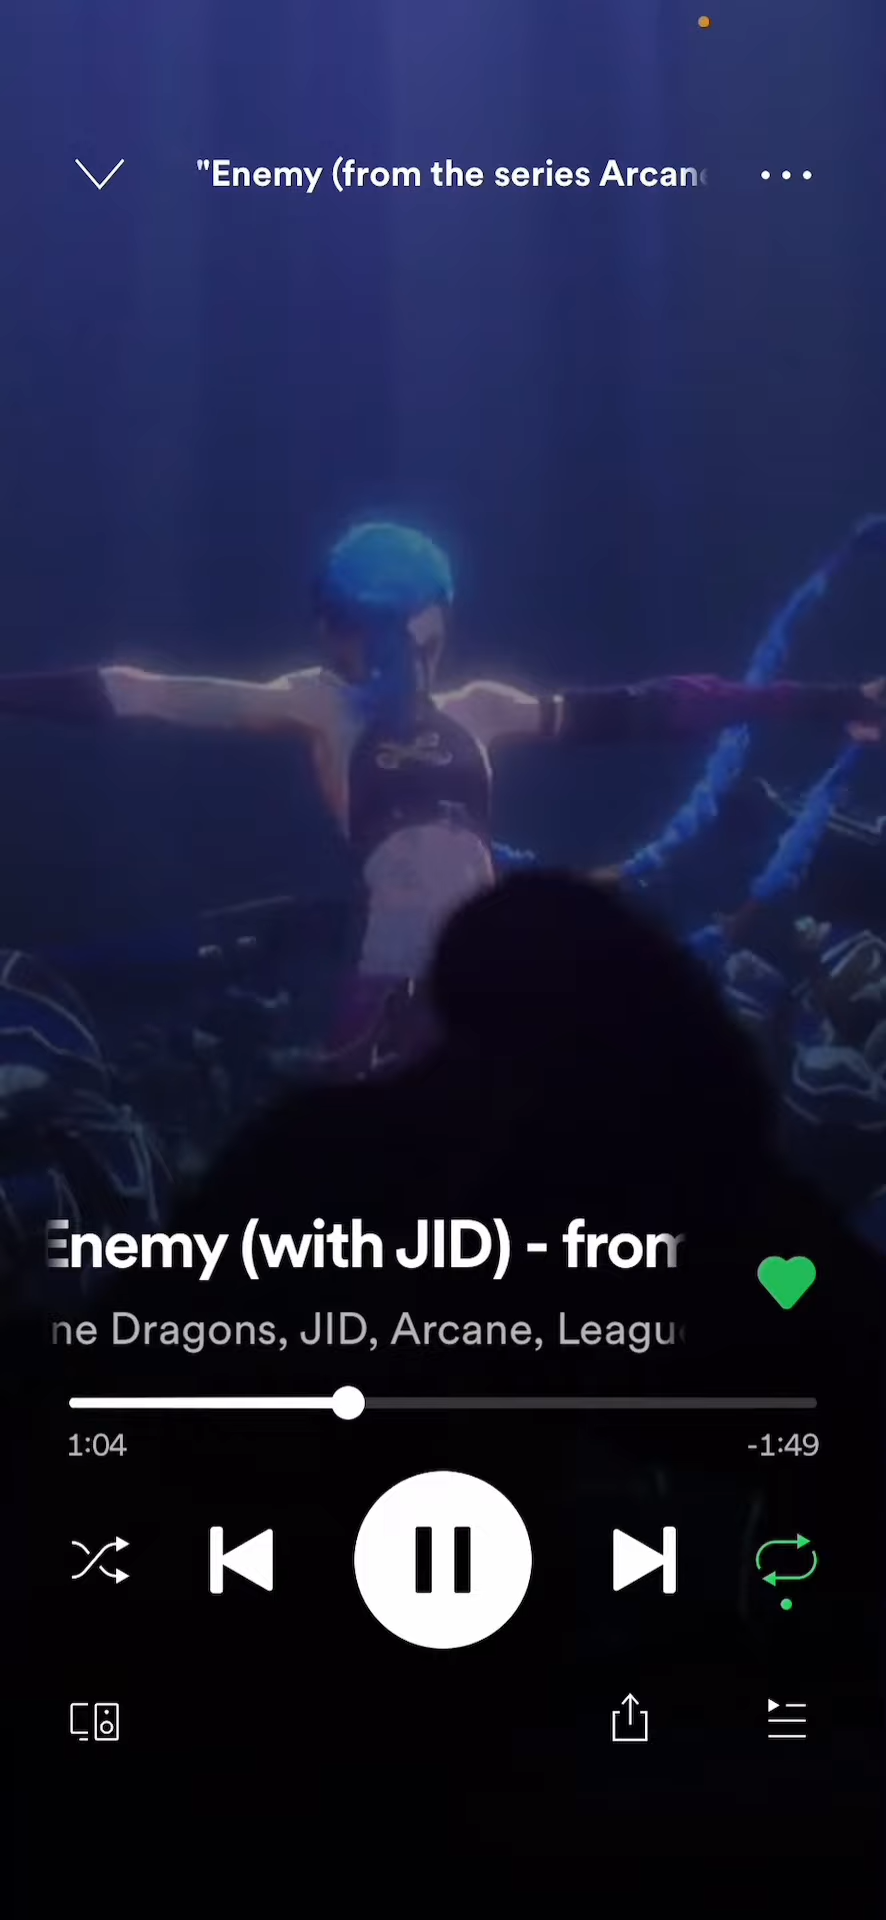 "Enemy (from the series Arcan
Enemy (with JID) - from
ne Dragons, JID, Arcane, Leagu
1:04
-1:49